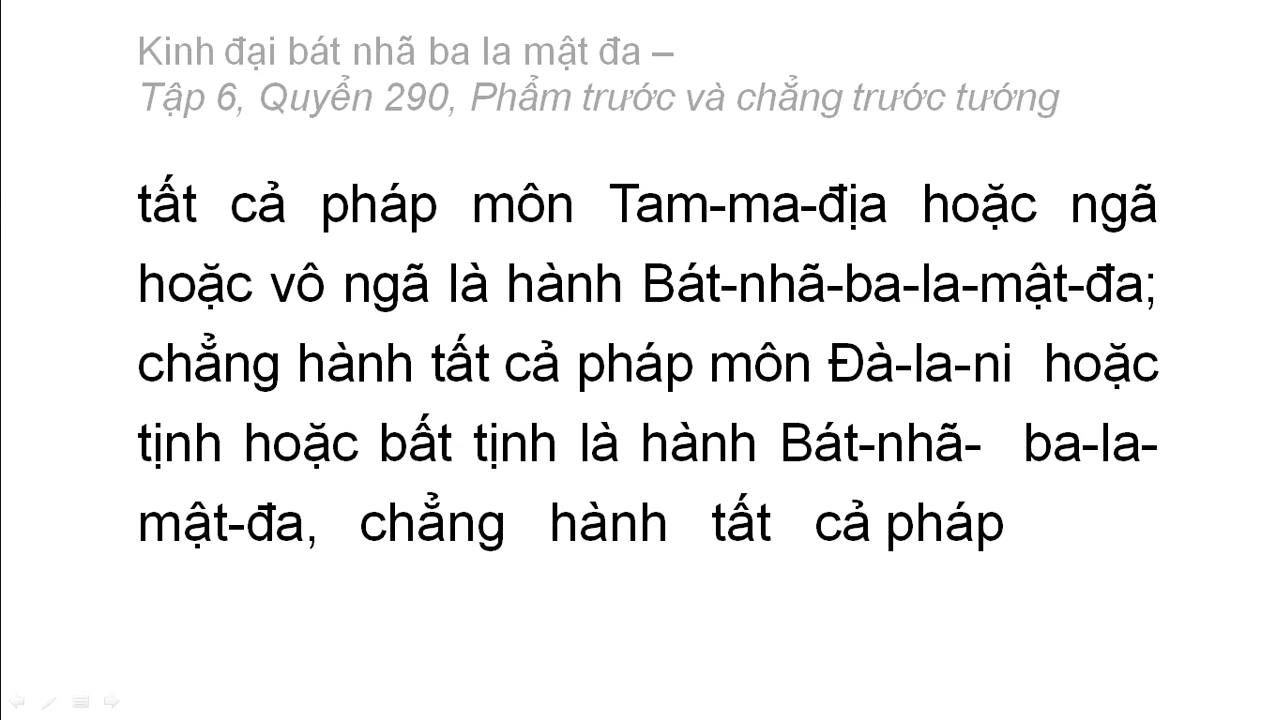 Kinh đại bát nhã ba la mật đa –
Tập 6, Quyển 290, Phẩm trước và chẳng trước tướng
tất cả pháp môn Tam-ma-địa hoặc ngã
hoặc vô ngã là hành Bát-nhã-ba-la-mật-đa;
chẳng hành tất cả pháp môn Đà-la-ni hoặc
tịnh hoặc bất tịnh là hành Bát-nhã- ba-la-
mật-đa, chẳng hành tất cả pháp